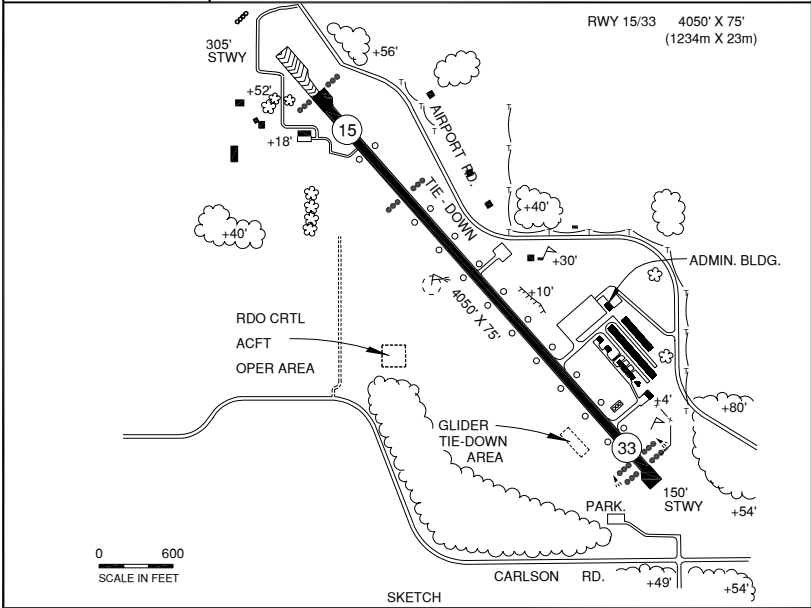 RWY 15/33 4050' X 75'
(1234m X 23m)
305'
STWY
+56'
+52'
15
+18'
AIRPORT RD.
TIE - DOWN
+40'
+40'
+30'
ADMIN. BLDG.
+10'
4050' X 75'
RDO CRTL
ACFT
OPER AREA
+4'
+80'
GLIDER
TIE-DOWN
AREA
33
150'
STWY
+54'
PARK.
0 600
SCALE IN FEET
CARLSON RD.
+49'
+54'
SKETCH
T
T
T
T
T
T
T
T
T
T
T
T